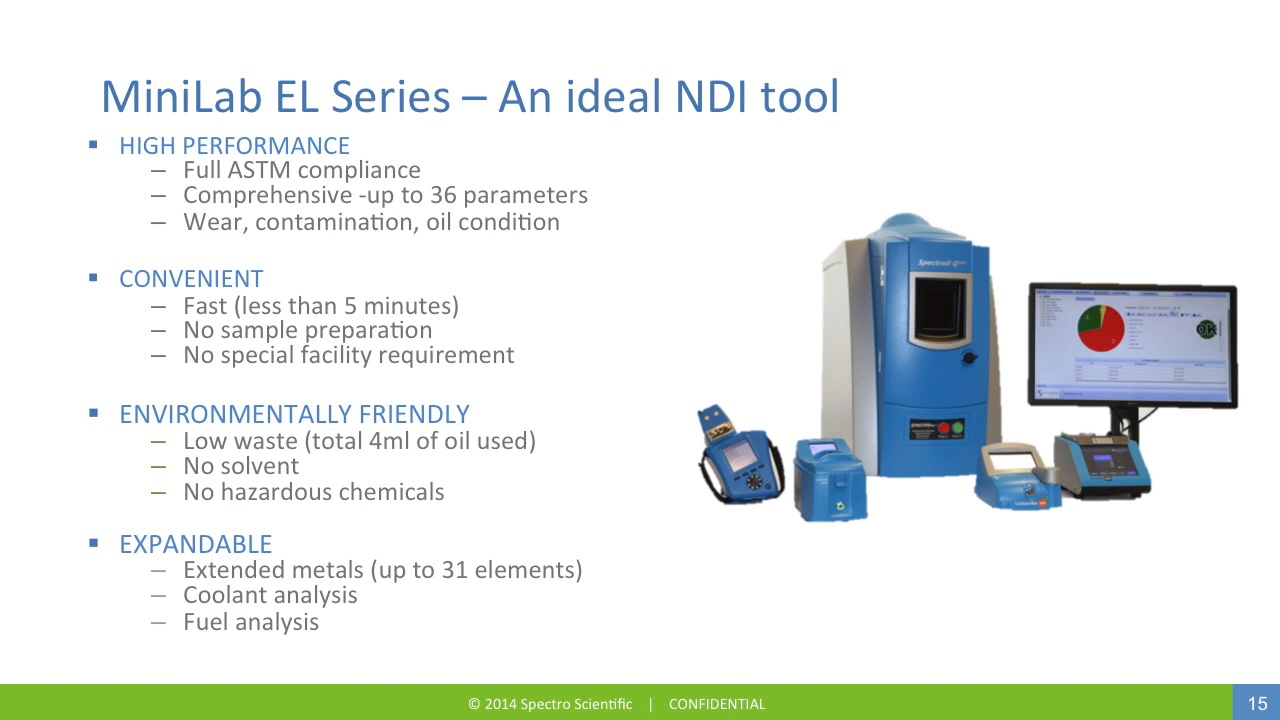 MiniLab EL Series – An ideal NDI tool
▪ HIGH PERFORMANCE
– Full ASTM compliance
– Comprehensive -up to 36 parameters
– Wear, contamination, oil condition
▪ CONVENIENT
– Fast (less than 5 minutes)
– No sample preparation
– No special facility requirement
▪ ENVIRONMENTALLY FRIENDLY
– Low waste (total 4ml of oil used)
– No solvent
– No hazardous chemicals
▪ EXPANDABLE
– Extended metals (up to 31 elements)
– Coolant analysis
– Fuel analysis
Spectroil
OK
© 2014 Spectro Scientific | CONFIDENTIAL
15